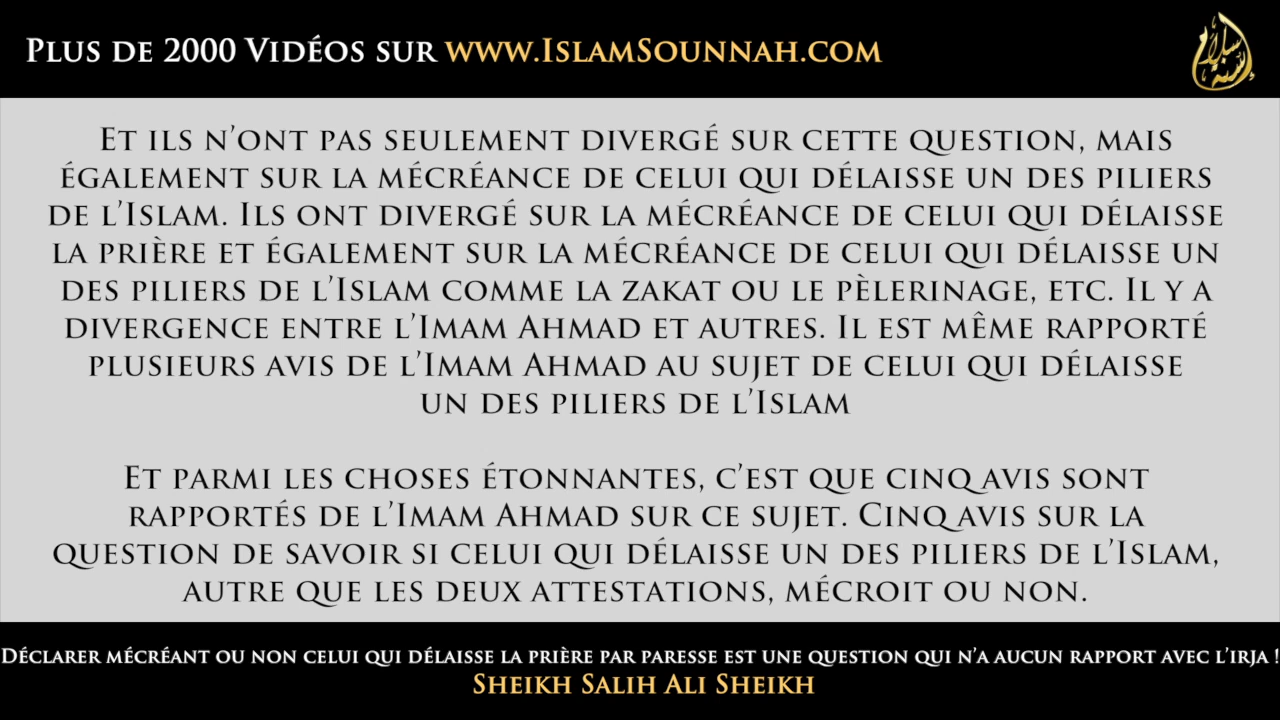 Plus de 2000 Vidéos sur www.IslamSounnah.com
إسلام
السنة
Et ils n'ont pas seulement divergé sur cette question, mais
également sur la mécréance de celui qui délaisse un des piliers
de l'Islam. Ils ont divergé sur la mécréance de celui qui délaisse
la prière et également sur la mécréance de celui qui délaisse un
des piliers de l'Islam comme la zakat ou le pèlerinage, etc. Il y a
divergence entre l'Imam Ahmad et autres. Il est même rapporté
plusieurs avis de l'Imam Ahmad au sujet de celui qui délaisse
un des piliers de l'Islam
Et parmi les choses étonnantes, c'est que cinq avis sont
rapportés de l'Imam Ahmad sur ce sujet. Cinq avis sur la
question de savoir si celui qui délaisse un des piliers de l'Islam,
autre que les deux attestations, mécroit ou non.
Déclarer mécréant ou non celui qui délaisse la prière par paresse est une question qui n'a aucun rapport avec l'irja !
Sheikh Salih Ali Sheikh